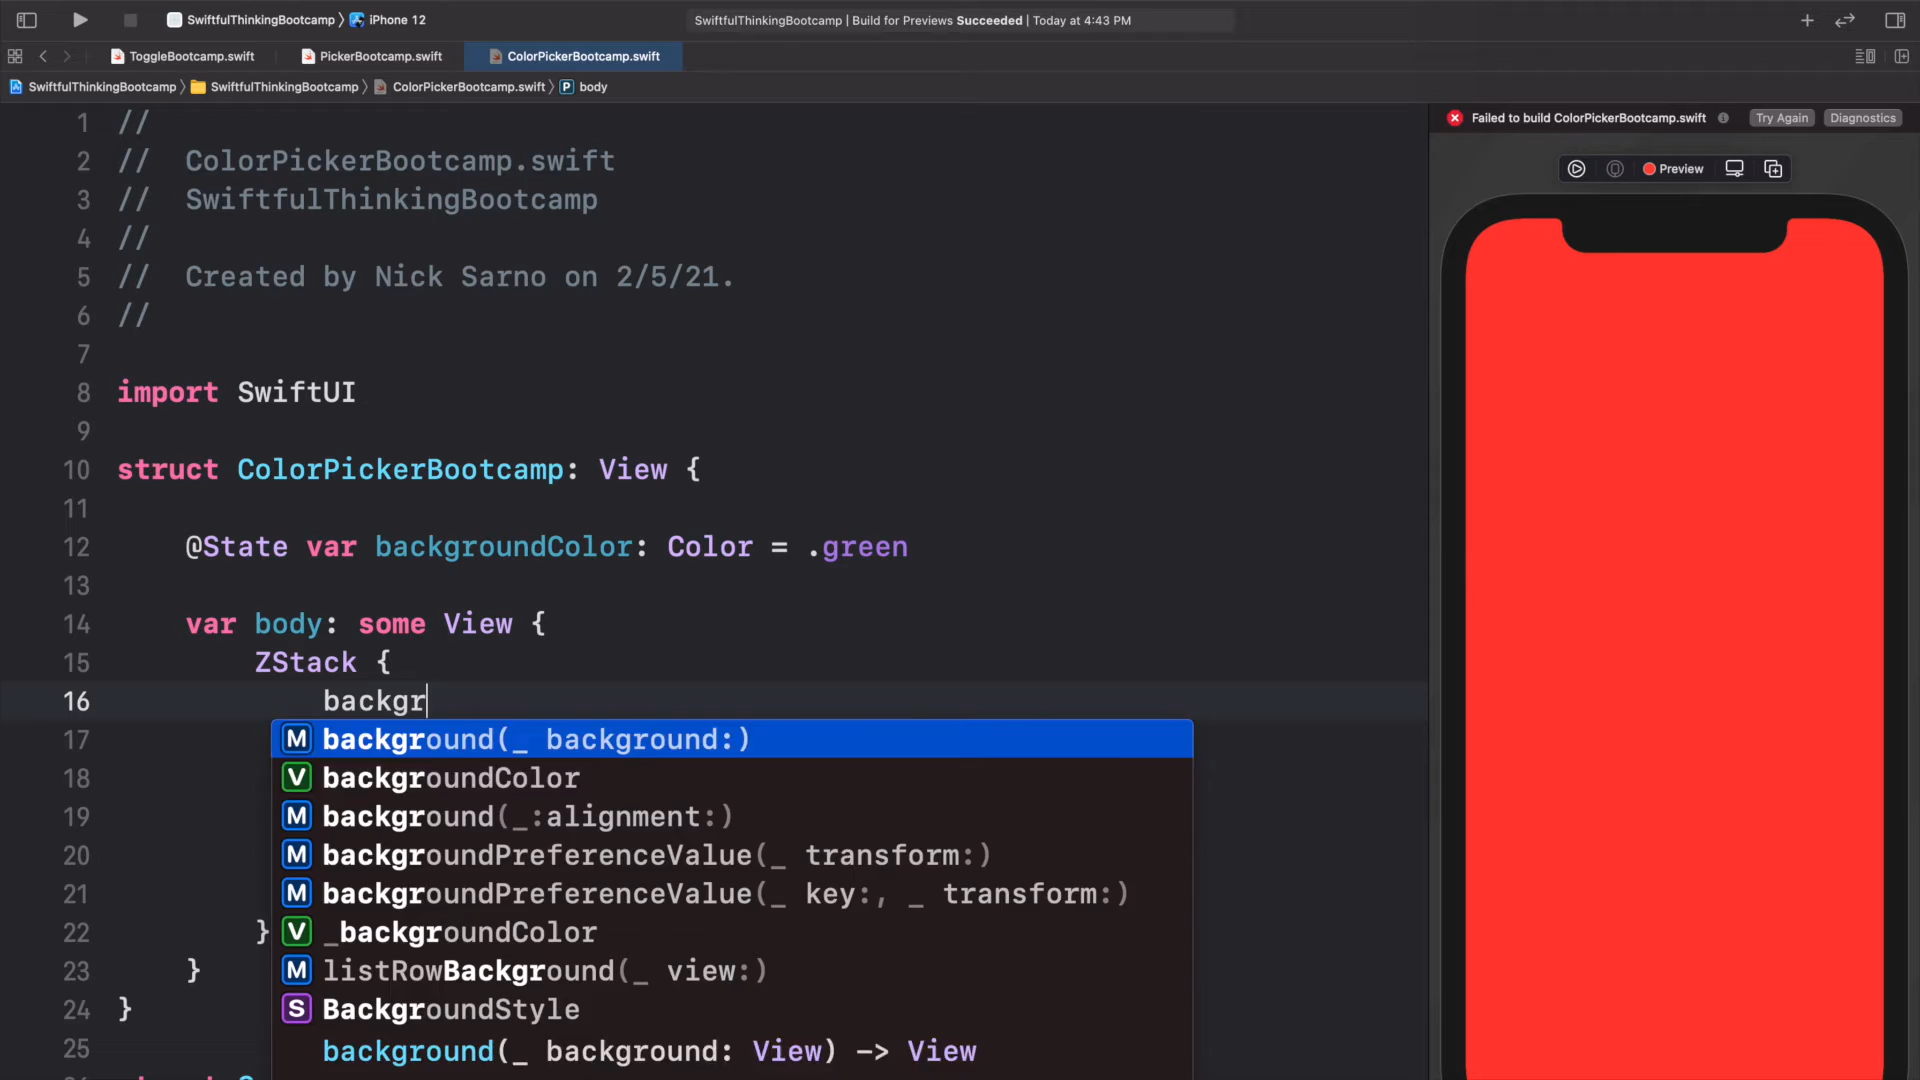 SwiftfulThinkingBootcamp 〉 iPhone 12
SwiftfulThinkingBootcamp | Build for Previews Succeeded | Today at 4:43 PM
ToggleBootcamp.swift
PickerBootcamp.swift
ColorPickerBootcamp.swift
SwiftfulThinkingBootcamp 〉 SwiftfulThinkingBootcamp 〉 ColorPickerBootcamp.swift 〉 P body
Failed to build ColorPickerBootcamp.swift
Try Again
Diagnostics
Preview
1 //
2 // ColorPickerBootcamp.swift
3 // SwiftfulThinkingBootcamp
4 //
5 // Created by Nick Sarno on 2/5/21.
6 //
7
8 import SwiftUI
9
10 struct ColorPickerBootcamp: View {
11
12 @State var backgroundColor: Color = .green
13
14 var body: some View {
15 ZStack {
16 backgr
17 M background(_ background:)
18 V backgroundColor
19 M background(_:alignment:)
20 M backgroundPreferenceValue(_ transform:)
21 M backgroundPreferenceValue(_ key:, _ transform:)
22 } V _backgroundColor
23 } M listRowBackground(_ view:)
24 } S BackgroundStyle
25 background(_ background: View) -> View